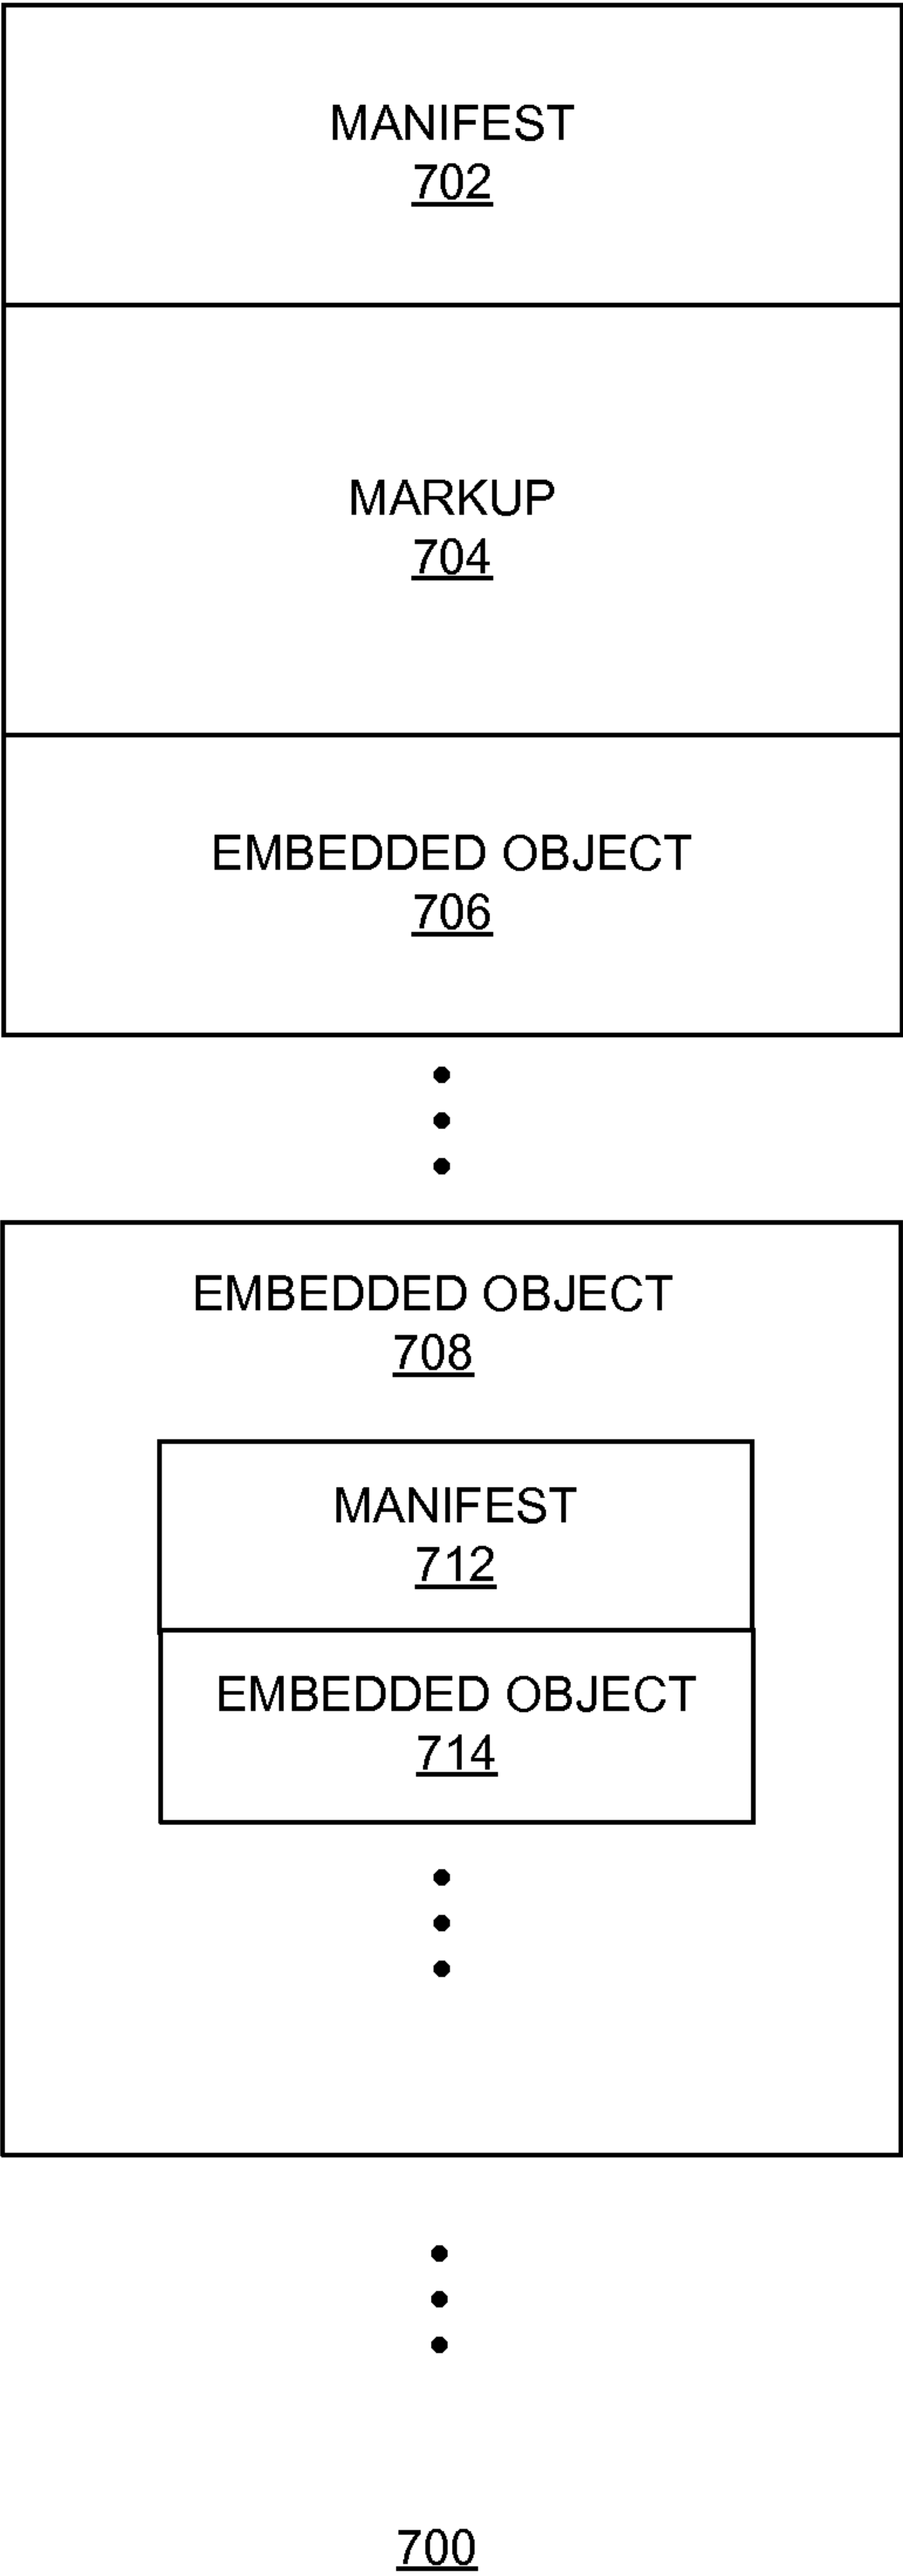 MANIFEST
702
MARKUP
704
EMBEDDED OBJECT
706
EMBEDDED OBJECT
708
MANIFEST
712
EMBEDDED OBJECT
714
700